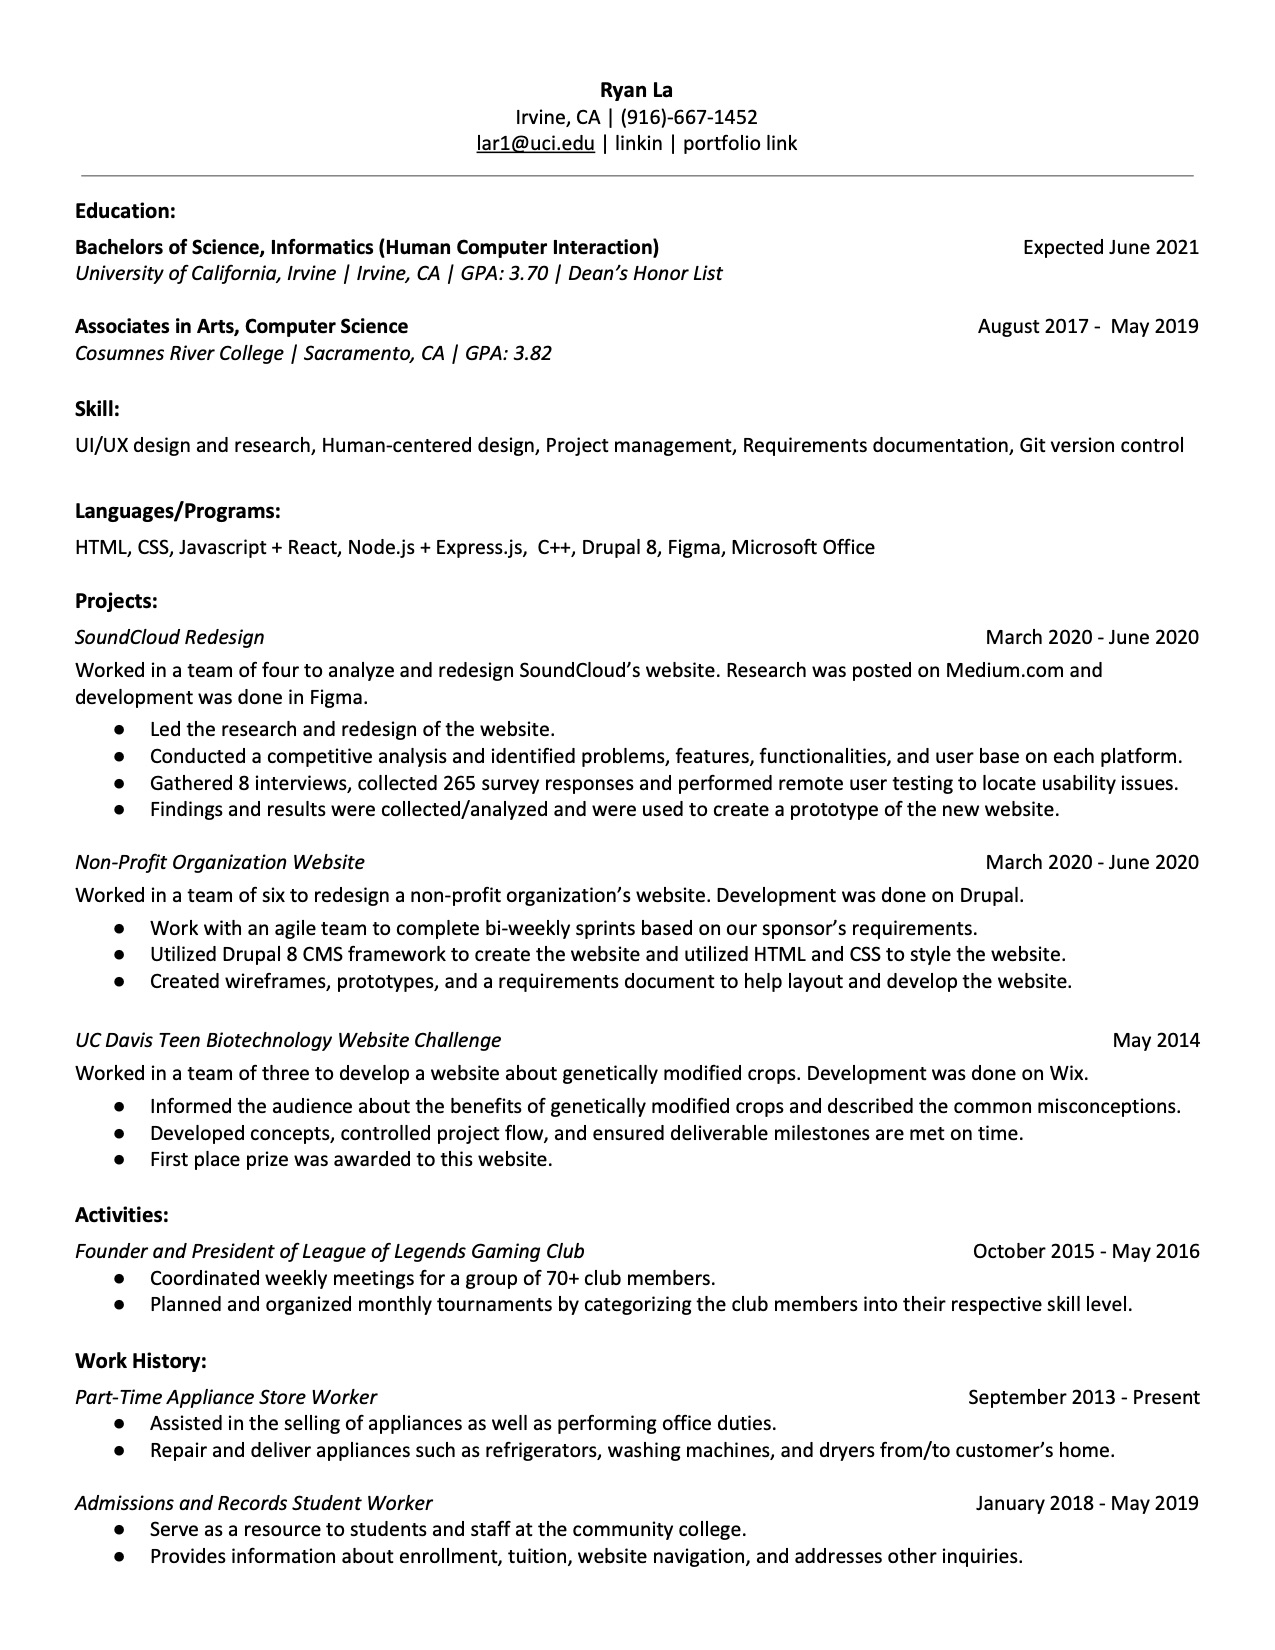 Ryan La
Irvine, CA | (916)-667-1452
lar1@uci.edu | linkin | portfolio link
Education:
Bachelors of Science, Informatics (Human Computer Interaction) Expected June 2021
University of California, Irvine | Irvine, CA | GPA: 3.70 | Dean’s Honor List
Associates in Arts, Computer Science August 2017 - May 2019
Cosumnes River College | Sacramento, CA | GPA: 3.82
Skill:
UI/UX design and research, Human-centered design, Project management, Requirements documentation, Git version control
Languages/Programs:
HTML, CSS, Javascript + React, Node.js + Express.js, C++, Drupal 8, Figma, Microsoft Office
Projects:
SoundCloud Redesign March 2020 - June 2020
Worked in a team of four to analyze and redesign SoundCloud’s website. Research was posted on Medium.com and
development was done in Figma.
● Led the research and redesign of the website.
● Conducted a competitive analysis and identified problems, features, functionalities, and user base on each platform.
● Gathered 8 interviews, collected 265 survey responses and performed remote user testing to locate usability issues.
● Findings and results were collected/analyzed and were used to create a prototype of the new website.
Non-Profit Organization Website March 2020 - June 2020
Worked in a team of six to redesign a non-profit organization’s website. Development was done on Drupal.
● Work with an agile team to complete bi-weekly sprints based on our sponsor’s requirements.
● Utilized Drupal 8 CMS framework to create the website and utilized HTML and CSS to style the website.
● Created wireframes, prototypes, and a requirements document to help layout and develop the website.
UC Davis Teen Biotechnology Website Challenge May 2014
Worked in a team of three to develop a website about genetically modified crops. Development was done on Wix.
● Informed the audience about the benefits of genetically modified crops and described the common misconceptions.
● Developed concepts, controlled project flow, and ensured deliverable milestones are met on time.
● First place prize was awarded to this website.
Activities:
Founder and President of League of Legends Gaming Club October 2015 - May 2016
● Coordinated weekly meetings for a group of 70+ club members.
● Planned and organized monthly tournaments by categorizing the club members into their respective skill level.
Work History:
Part-Time Appliance Store Worker September 2013 - Present
● Assisted in the selling of appliances as well as performing office duties.
● Repair and deliver appliances such as refrigerators, washing machines, and dryers from/to customer’s home.
Admissions and Records Student Worker January 2018 - May 2019
● Serve as a resource to students and staff at the community college.
● Provides information about enrollment, tuition, website navigation, and addresses other inquiries.